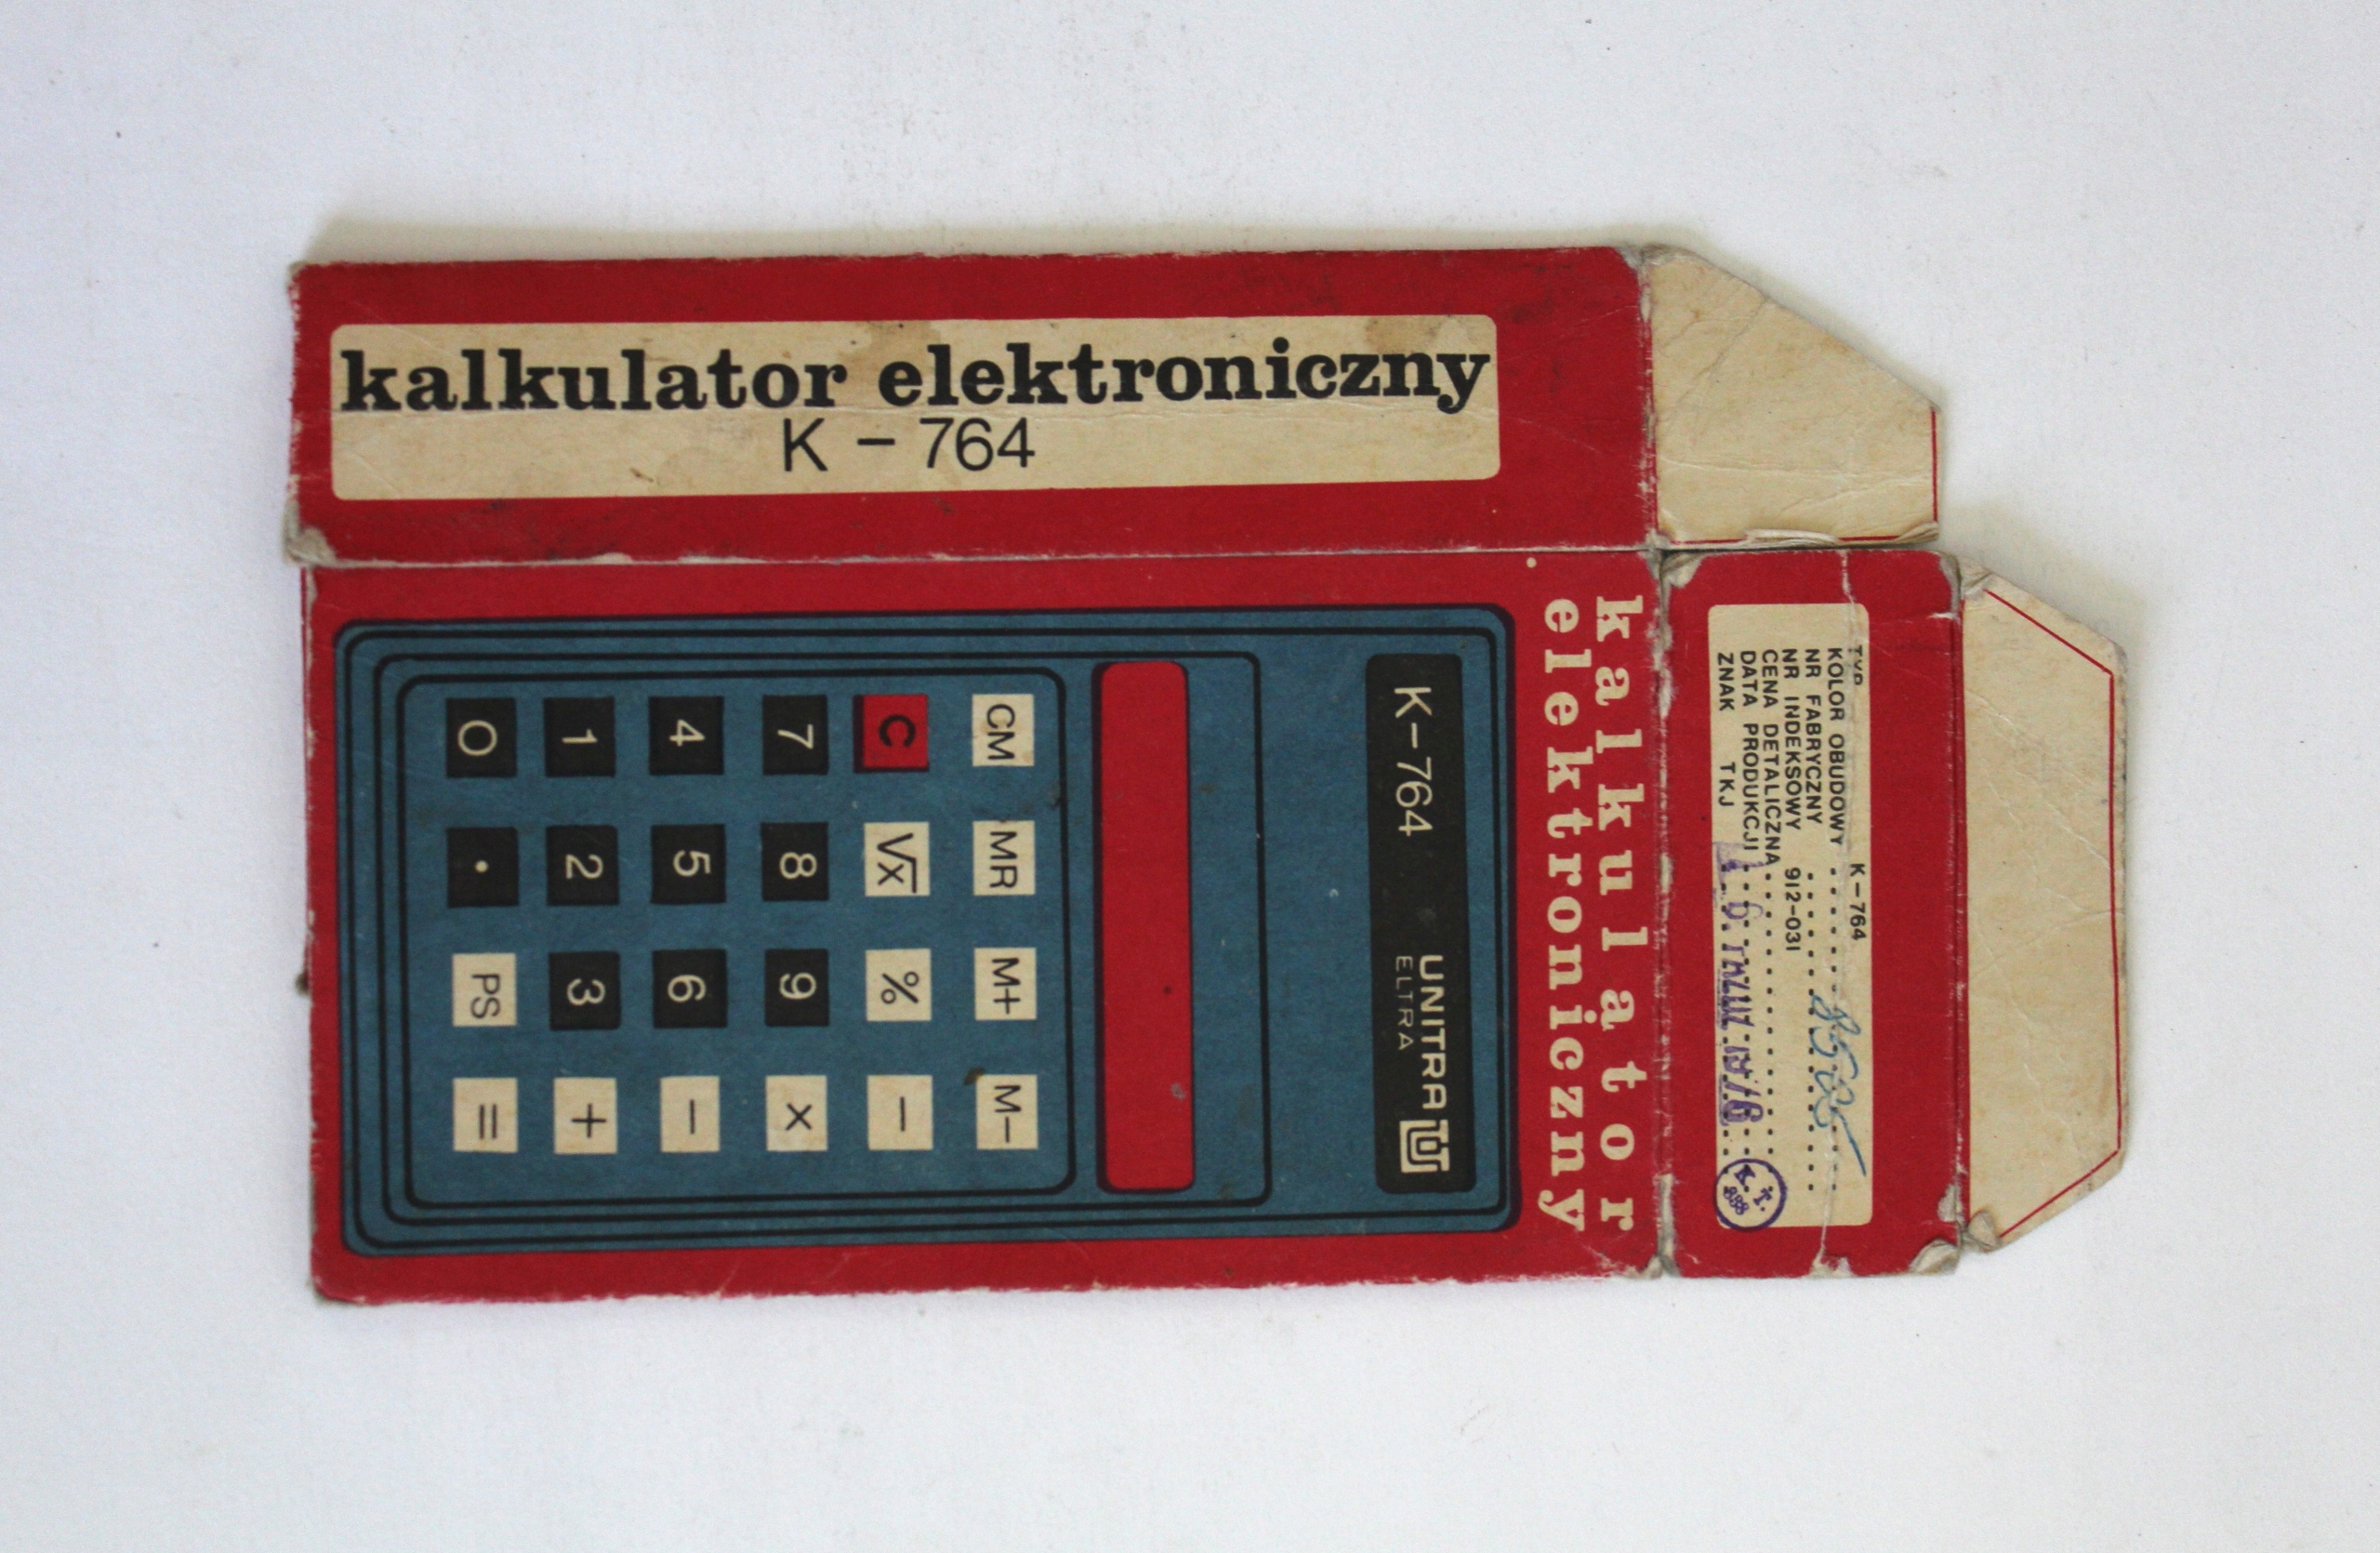 kalkulator elektroniczny
K – 764
kalkulator
elektroniczny
K-764 UNITRA
ELTRA
CM MR M+ M–
C √x % –
7 8 9 ×
4 5 6 –
1 2 3 +
0 . PS =
TYP K-764
KOLOR OBUDOWY
NR FABRYCZNY
NR INDEKSOWY 912-031
CENA DETALICZNA
DATA PRODUKCJI
ZNAK TKJ
K.T.